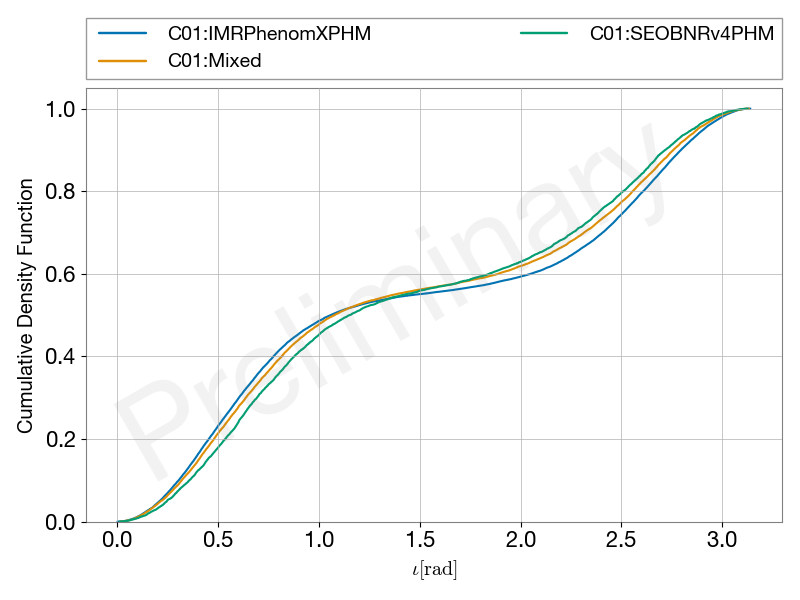 C01:IMRPhenomXPHM C01:SEOBNRv4PHM
C01:Mixed
1.0
0.8
0.6
0.4
0.2
0.0
Cumulative Density Function
Preliminary
0.0 0.5 1.0 1.5 2.0 2.5 3.0
ι[rad]